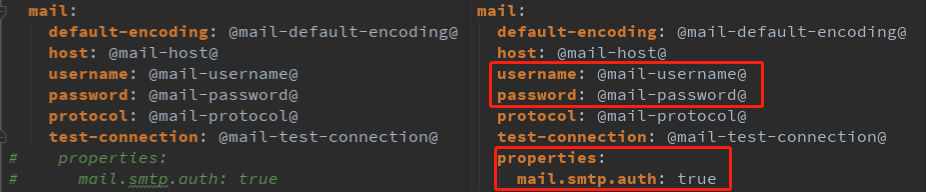 mail:
  default-encoding: @mail-default-encoding@
  host: @mail-host@
  username: @mail-username@
  password: @mail-password@
  protocol: @mail-protocol@
  test-connection: @mail-test-connection@
#    properties:
#      mail.smtp.auth: true
mail:
  default-encoding: @mail-default-encoding@
  host: @mail-host@
  username: @mail-username@
  password: @mail-password@
  protocol: @mail-protocol@
  test-connection: @mail-test-connection@
  properties:
    mail.smtp.auth: true